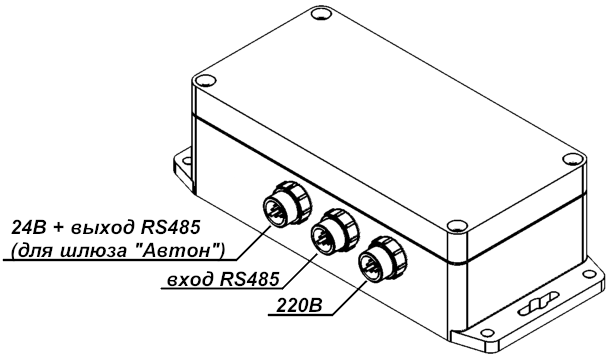 24В + выход RS485
(для шлюза "Автон")
вход RS485
220В